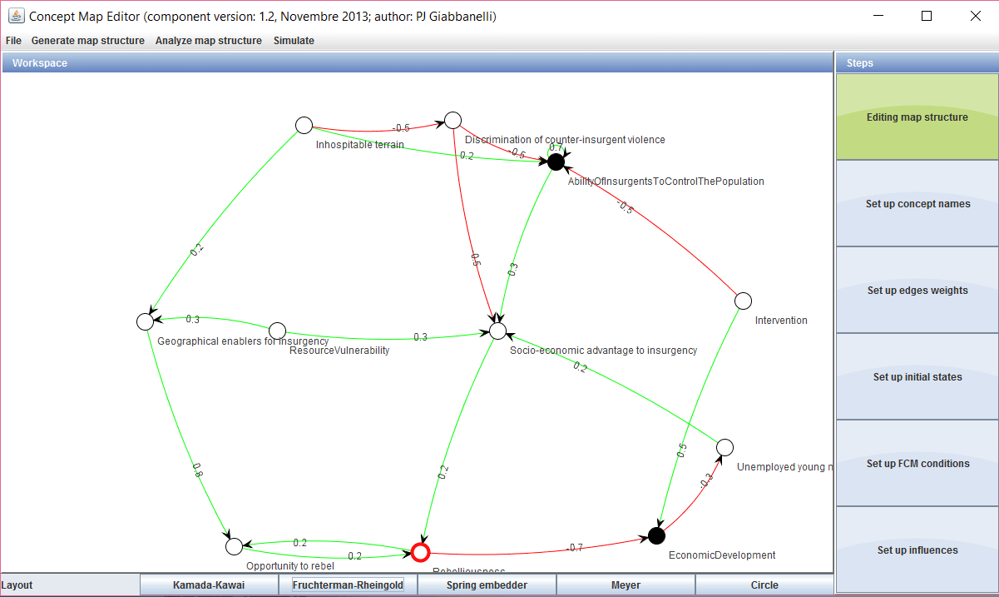 Concept Map Editor (component version: 1.2, Novembre 2013; author: PJ Giabbanelli)
File Generate map structure Analyze map structure Simulate
Workspace
Steps
Editing map structure
Set up concept names
Set up edges weights
Set up initial states
Set up FCM conditions
Set up influences
-0.5
Inhospitable terrain
Discrimination of counter-insurgent violence
0.7
0.2
-0.6
AbilityOfInsurgentsToControlThePopulation
-0.5
0.2
0.3
Intervention
0.3
Geographical enablers for insurgency
ResourceVulnerability
0.3
Socio-economic advantage to insurgency
0.2
0.5
Unemployed young
0.8
0.2
-0.3
0.2
0.2
Opportunity to rebel
Rebelliousness
-0.7
EconomicDevelopment
Layout
Kamada-Kawai
Fruchterman-Rheingold
Spring embedder
Meyer
Circle